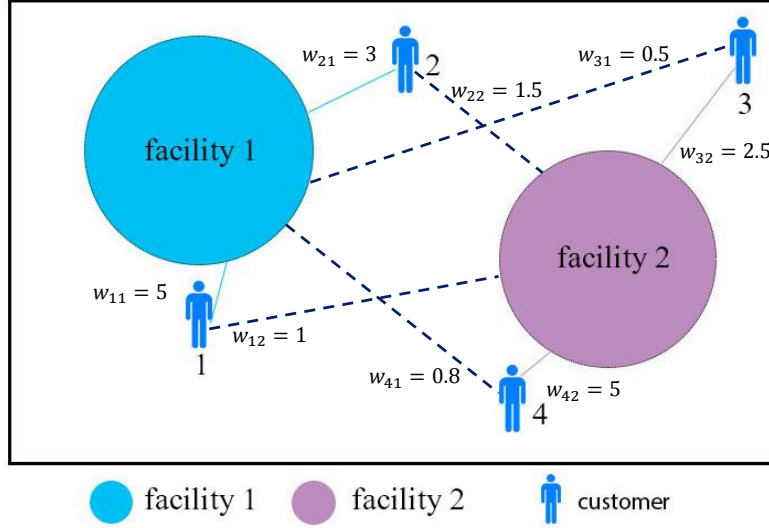 w₂₁ = 3
2
w₃₁ = 0.5
w₂₂ = 1.5
3
facility 1
w₃₂ = 2.5
facility 2
w₁₁ = 5
w₁₂ = 1
1
w₄₁ = 0.8
w₄₂ = 5
4
facility 1
facility 2
customer